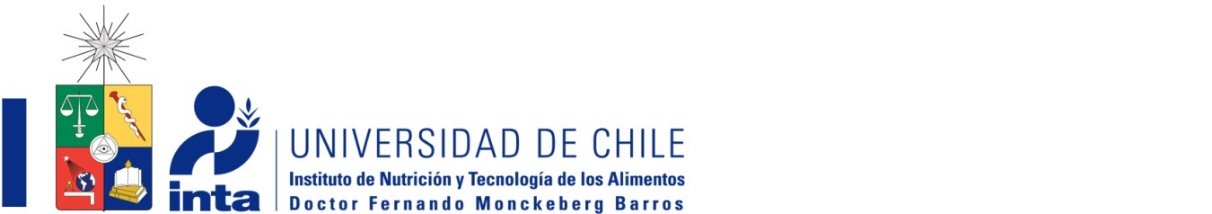 inta
UNIVERSIDAD DE CHILE
Instituto de Nutrición y Tecnología de los Alimentos
Doctor Fernando Monckeberg Barros